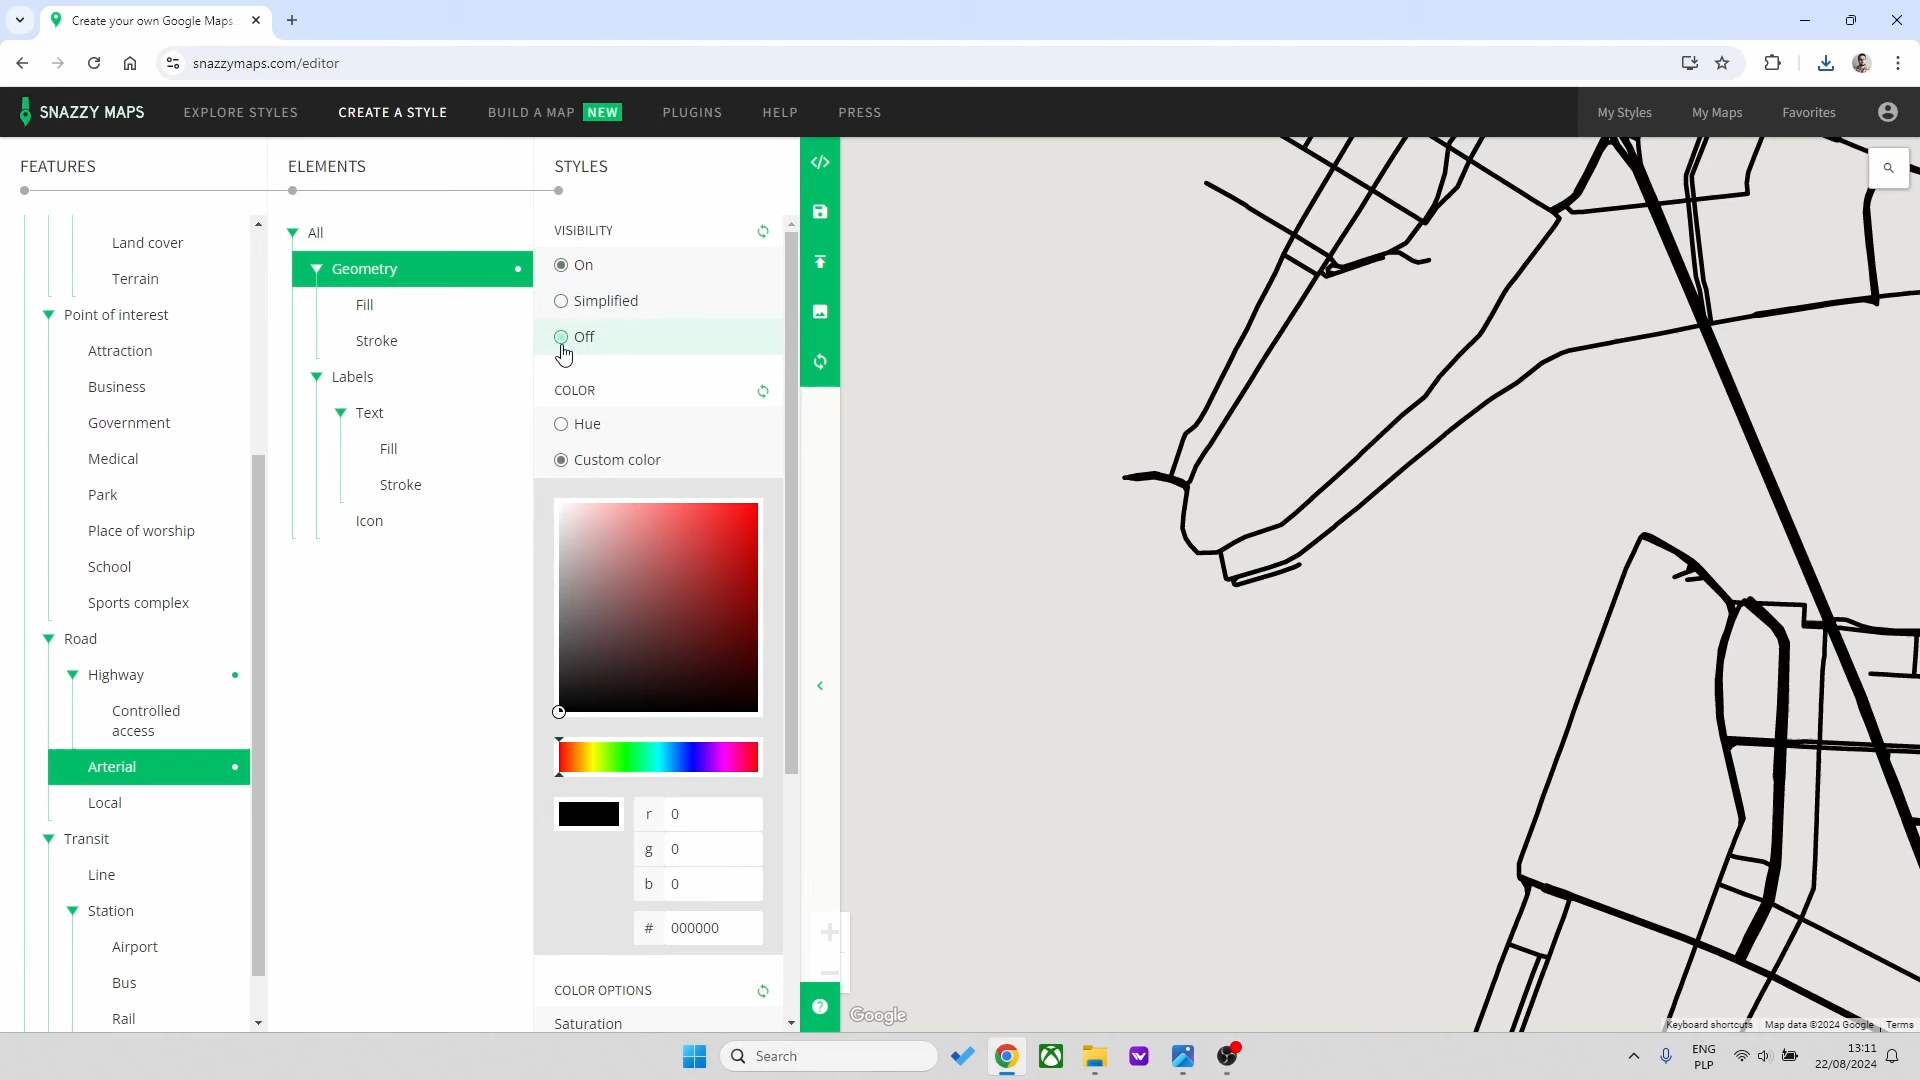 Create your own Google Maps
snazzymaps.com/editor
SNAZZY MAPS
EXPLORE STYLES
CREATE A STYLE
BUILD A MAP NEW
PLUGINS
HELP
PRESS
My Styles
My Maps
Favorites
FEATURES
Land cover
Terrain
Point of interest
Attraction
Business
Government
Medical
Park
Place of worship
School
Sports complex
Road
Highway
Controlled
access
Arterial
Local
Transit
Line
Station
Airport
Bus
Rail
ELEMENTS
All
Geometry
Fill
Stroke
Labels
Text
Fill
Stroke
Icon
STYLES
VISIBILITY
On
Simplified
Off
COLOR
Hue
Custom color
r 0
g 0
b 0
# 000000
COLOR OPTIONS
Saturation
</>
Google
Keyboard shortcuts
Map data ©2024 Google
Terms
Search
ENG
PLP
13:11
22/08/2024